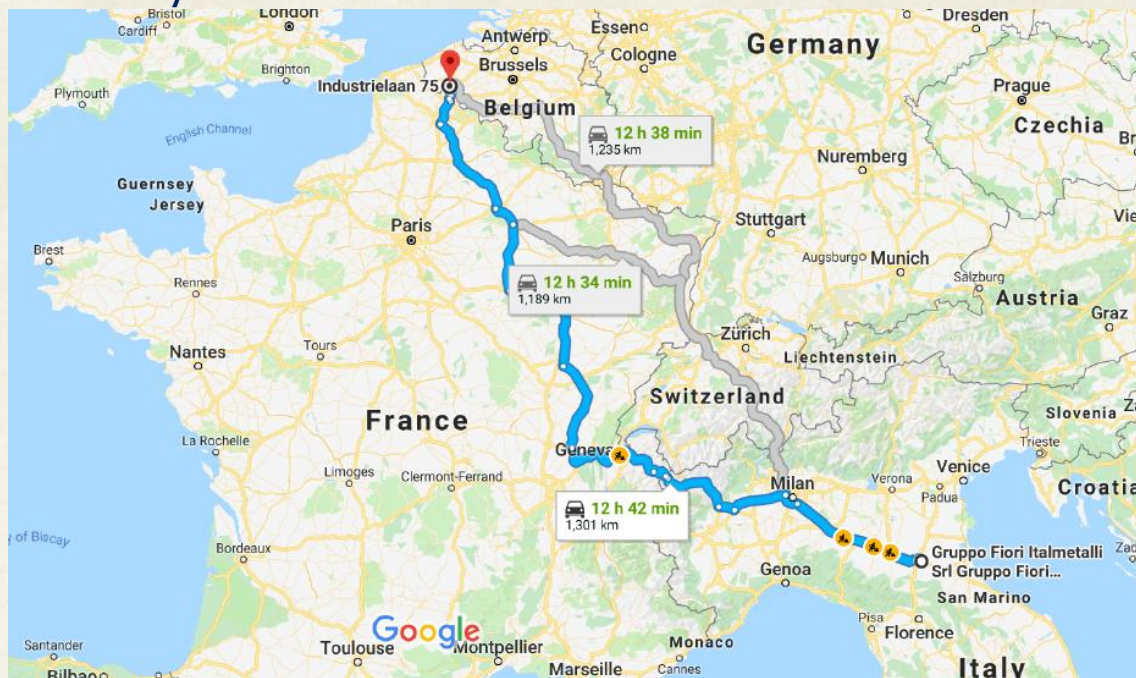 London
Bristol
Cardiff
Essen
Dresden
Antwerp
Cologne
Germany
Brighton
Brussels
Prague
Industrielaan 75
Plymouth
Belgium
Czechia
English Channel
12 h 38 min
1,235 km
Nuremberg
Guernsey
Jersey
Paris
Stuttgart
Brest
Augsburg
Munich
Salzburg
12 h 34 min
1,189 km
Rennes
Austria
Zürich
Graz
Nantes
Tours
Liechtenstein
Switzerland
France
Slovenia
La Rochelle
Geneva
Trieste
Limoges
Clermont-Ferrand
Milan
Verona
Venice
Padua
Croatia
12 h 42 min
1,301 km
y of Biscay
Bordeaux
Gruppo Fiori Italmetalli
Srl Gruppo Fiori...
Genoa
San Marino
Google
Pisa
Florence
Santander
Toulouse
Montpellier
Monaco
Cannes
Marseille
Italy
Bilbao